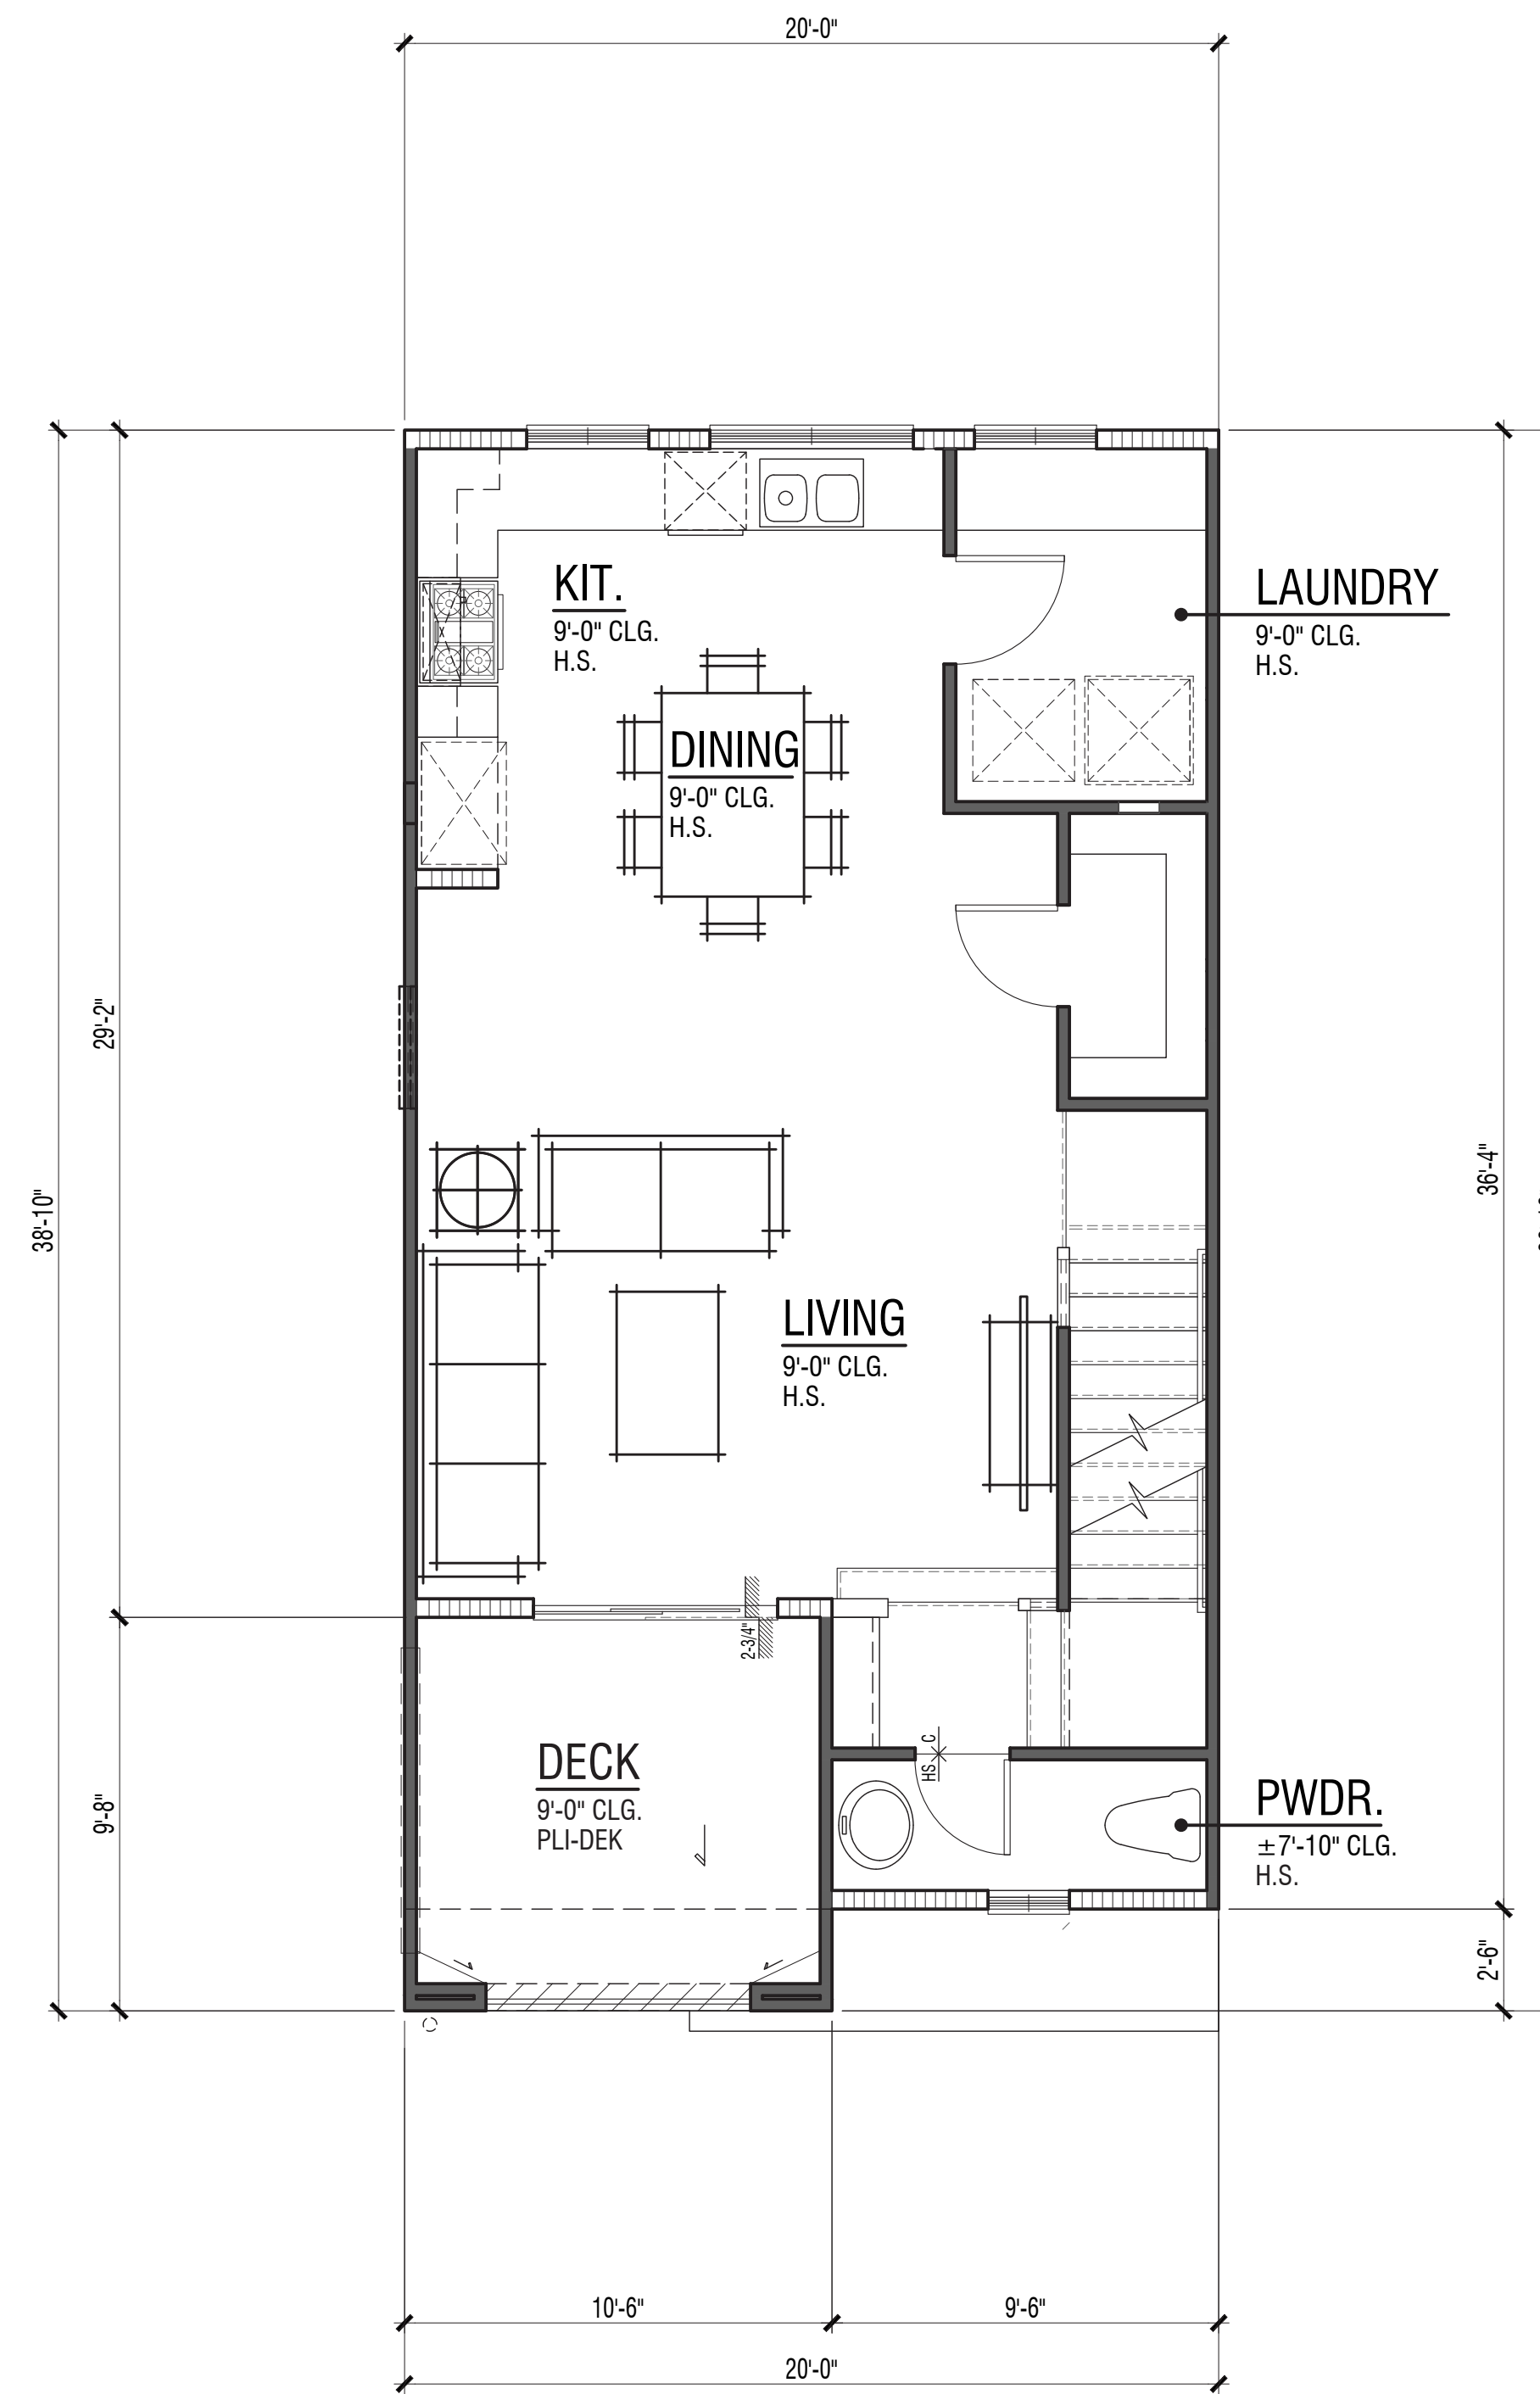 20'-0"
KIT.
9'-0" CLG.
H.S.
LAUNDRY
9'-0" CLG.
H.S.
DINING
9'-0" CLG.
H.S.
29'-2"
38'-10"
36'-4"
LIVING
9'-0" CLG.
H.S.
2-3/4"
DECK
9'-0" CLG.
PLI-DEK
HS C
PWDR.
±7'-10" CLG.
H.S.
9'-8"
2'-6"
10'-6"
9'-6"
20'-0"